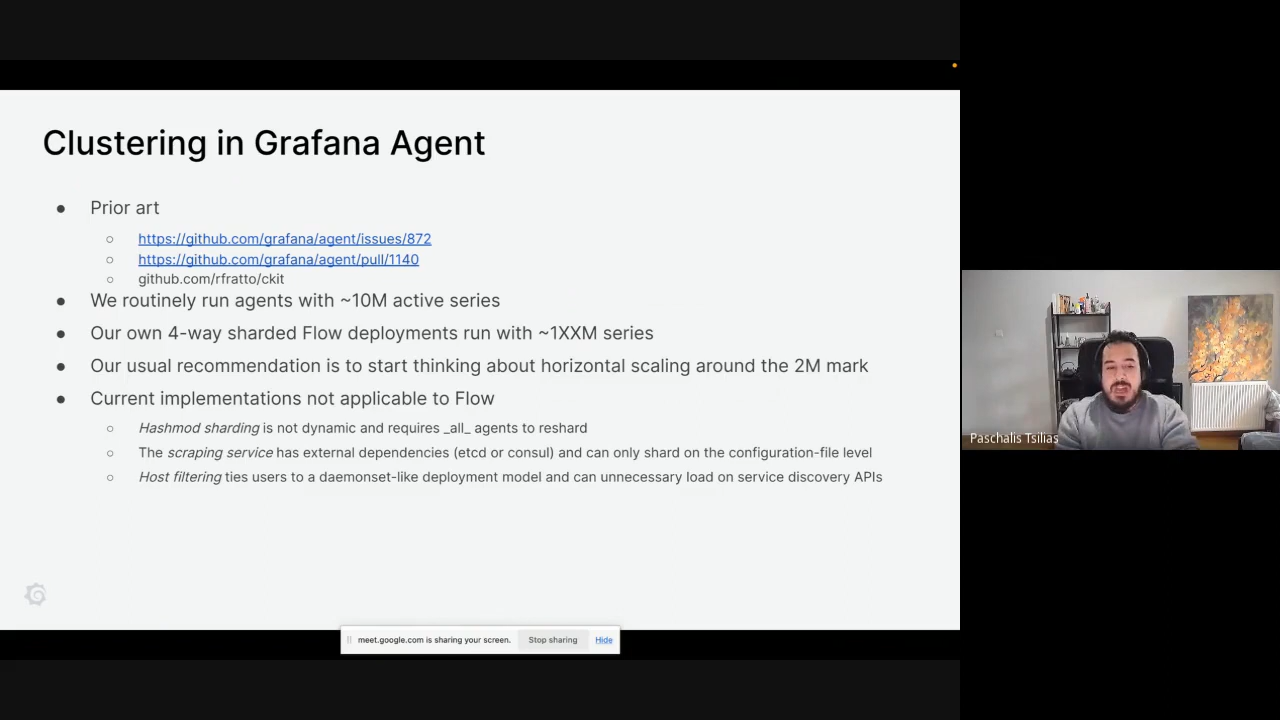 Clustering in Grafana Agent
● Prior art
○ https://github.com/grafana/agent/issues/872
○ https://github.com/grafana/agent/pull/1140
○ github.com/rfratto/ckit
● We routinely run agents with ~10M active series
● Our own 4-way sharded Flow deployments run with ~1XXM series
● Our usual recommendation is to start thinking about horizontal scaling around the 2M mark
● Current implementations not applicable to Flow
○ Hashmod sharding is not dynamic and requires _all_ agents to reshard
○ The scraping service has external dependencies (etcd or consul) and can only shard on the configuration-file level
○ Host filtering ties users to a daemonset-like deployment model and can unnecessary load on service discovery APIs
meet.google.com is sharing your screen. Stop sharing Hide
Paschalis Tsilias